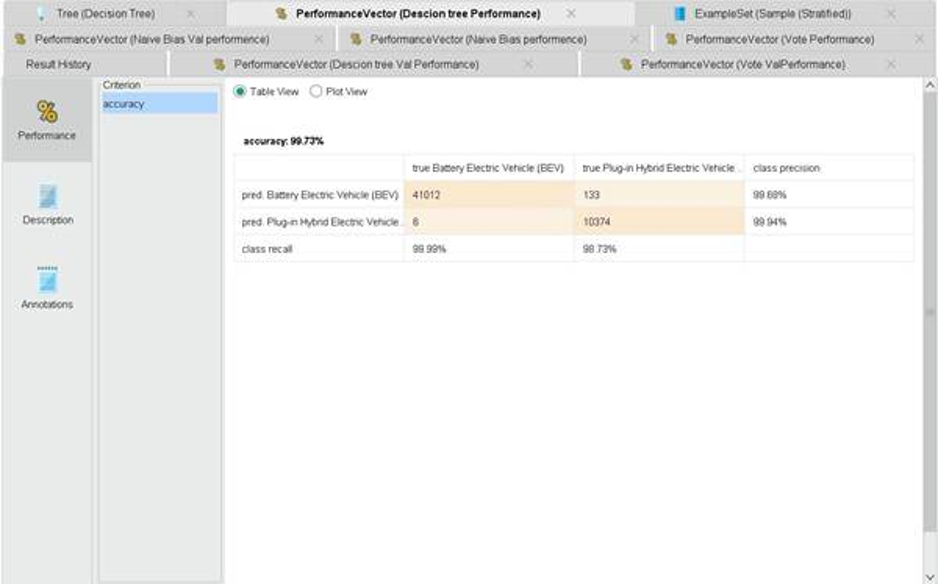 Tree (Decision Tree)
PerformanceVector (Descion tree Performance)
ExampleSet (Sample (Stratified))
PerformanceVector (Naive Bias Val performence)
PerformanceVector (Naive Bias performence)
PerformanceVector (Vote Performance)
Result History
PerformanceVector (Descion tree Val Performance)
PerformanceVector (Vote ValPerformance)
Performance
Description
Annotations
Criterion
accuracy
Table View Plot View
accuracy: 99.73%
true Battery Electric Vehicle (BEV) true Plug-in Hybrid Electric Vehicle ... class precision
pred. Battery Electric Vehicle (BEV) 41012 133 99.68%
pred. Plug-in Hybrid Electric Vehicle... 6 10374 99.94%
class recall 99.99% 98.73%